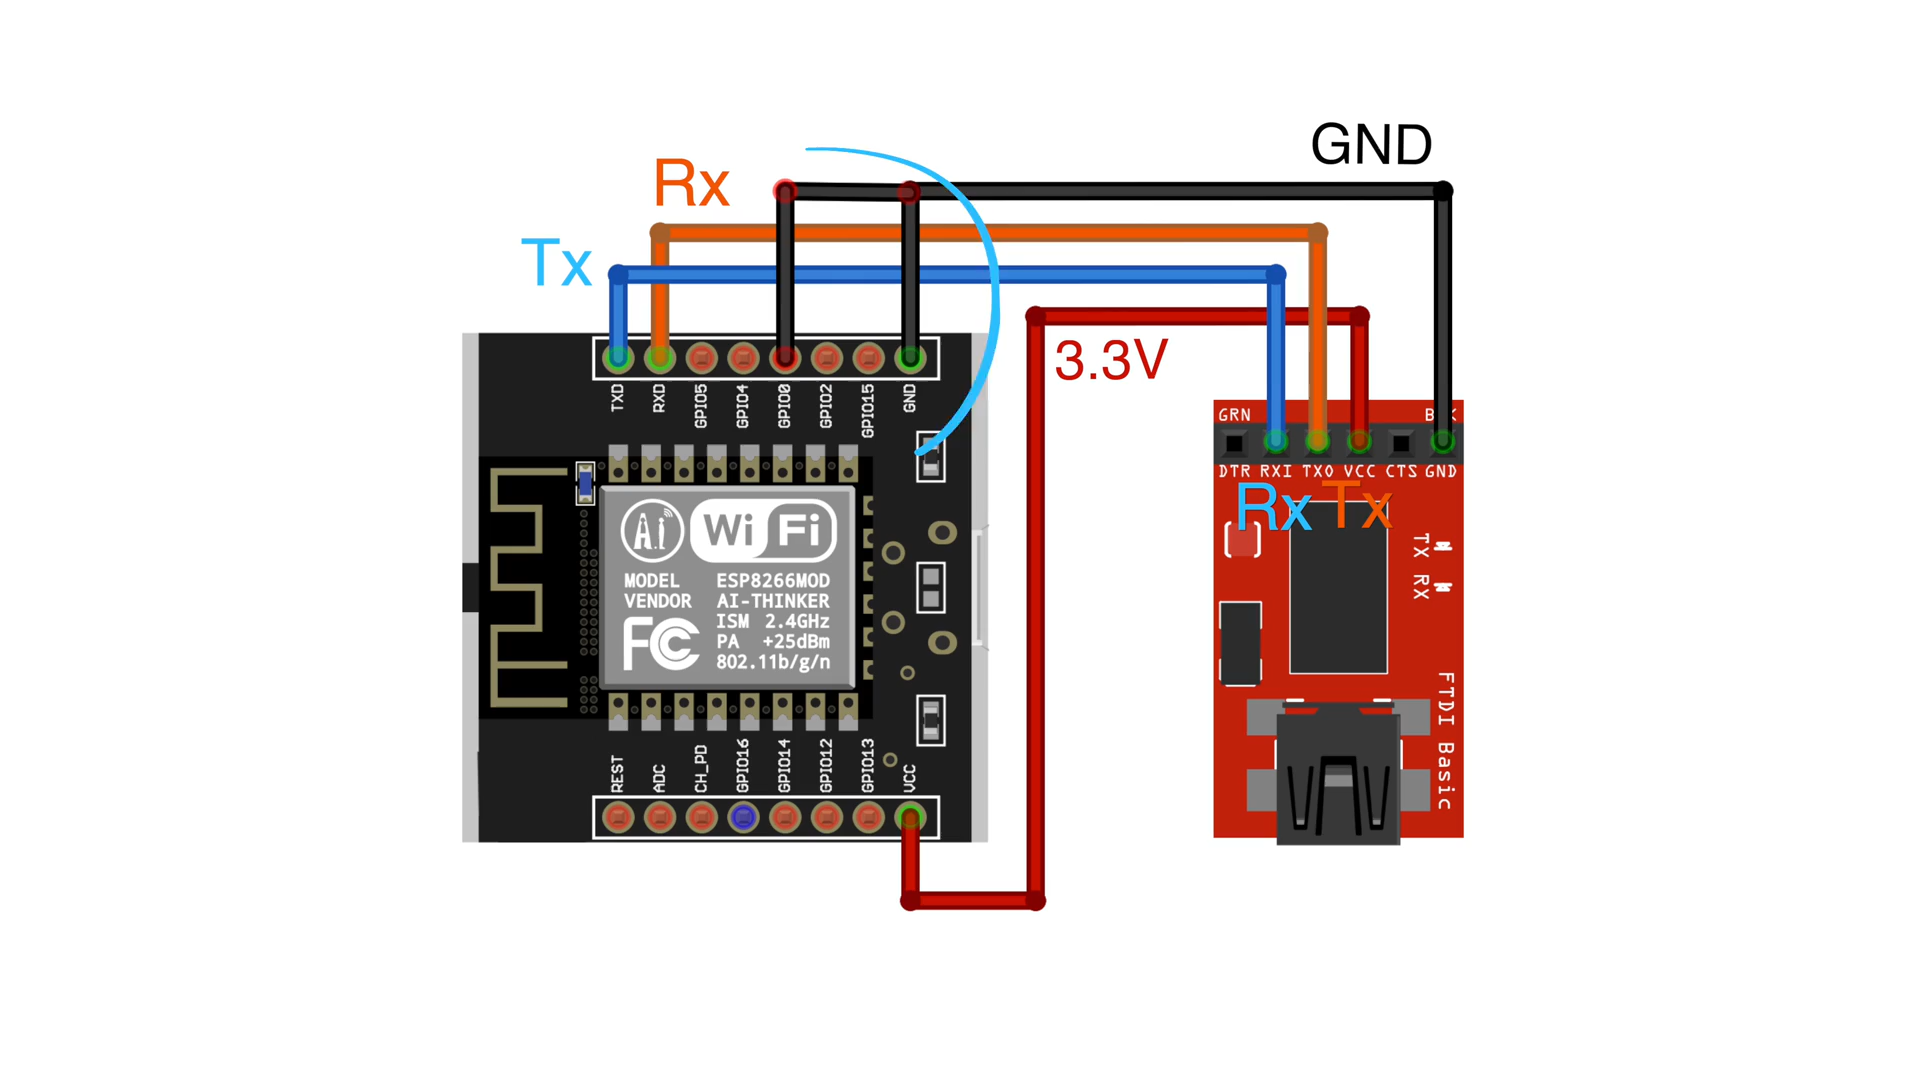 GND
Rx
Tx
3.3V
TXD RXD GPIO5 GPIO4 GPIO0 GPIO2 GPIO15 GND
GRN
DTR RXI TXO VCC CTS GND
Rx Tx
Ai Wi Fi
MODEL ESP8266MOD
VENDOR AI-THINKER
ISM 2.4GHz
PA +25dBm
802.11b/g/n
FC
TX
RX
FTDI Basic
REST ADC CH_PD GPIO16 GPIO14 GPIO12 GPIO13 VCC